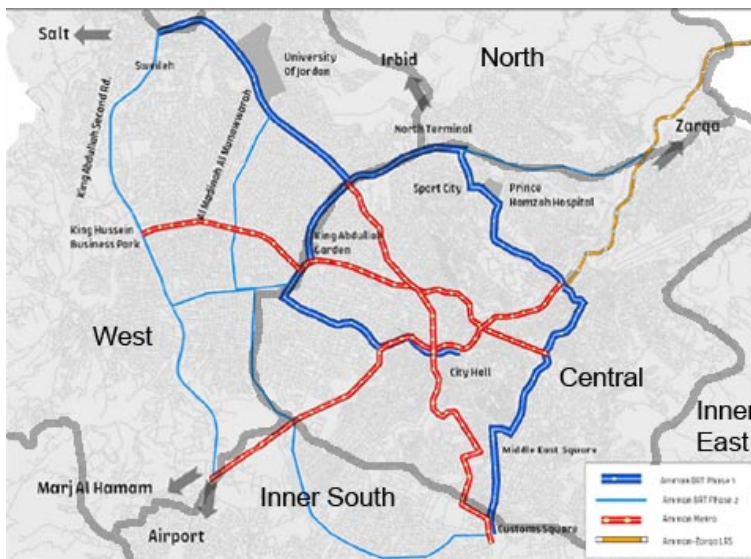 Salt
Sweileh
University
Of Jordan
Irbid
North
King Abdullah Second Rd.
Al Madinah Al Munawwarah
North Terminal
Zarqa
Sport City
Prince
Hamzah Hospital
King Hussein
Business Park
King Abdullah
Garden
West
City Hall
Central
Inner
East
Middle East Square
Marj Al Hamam
Inner South
Airport
Customs Square
Amman BRT Phase 1
Amman BRT Phase 2
Amman Metro
Amman-Zarqa LRS